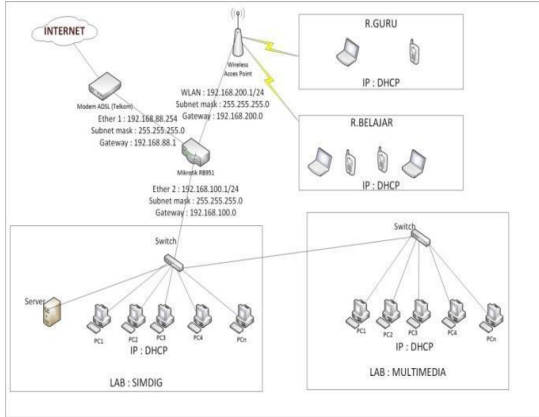 INTERNET
Modem ADSL (Telkom)
Ether 1 : 192.168.88.254
Subnet mask : 255.255.255.0
Gateway : 192.168.88.1
Wireless
Acces Point
WLAN : 192.168.200.1/24
Subnet mask : 255.255.255.0
Gateway : 192.168.200.0
Mikrotik RB951
Ether 2 : 192.168.100.1/24
Subnet mask : 255.255.255.0
Gateway : 192.168.100.0
R.GURU
IP : DHCP
R.BELAJAR
IP : DHCP
Switch
Server
PC1
PC2
PC3
PC4
PCn
IP : DHCP
LAB : SIMDIG
Switch
PC1
PC2
PC3
PC4
PCn
IP : DHCP
LAB : MULTIMEDIA